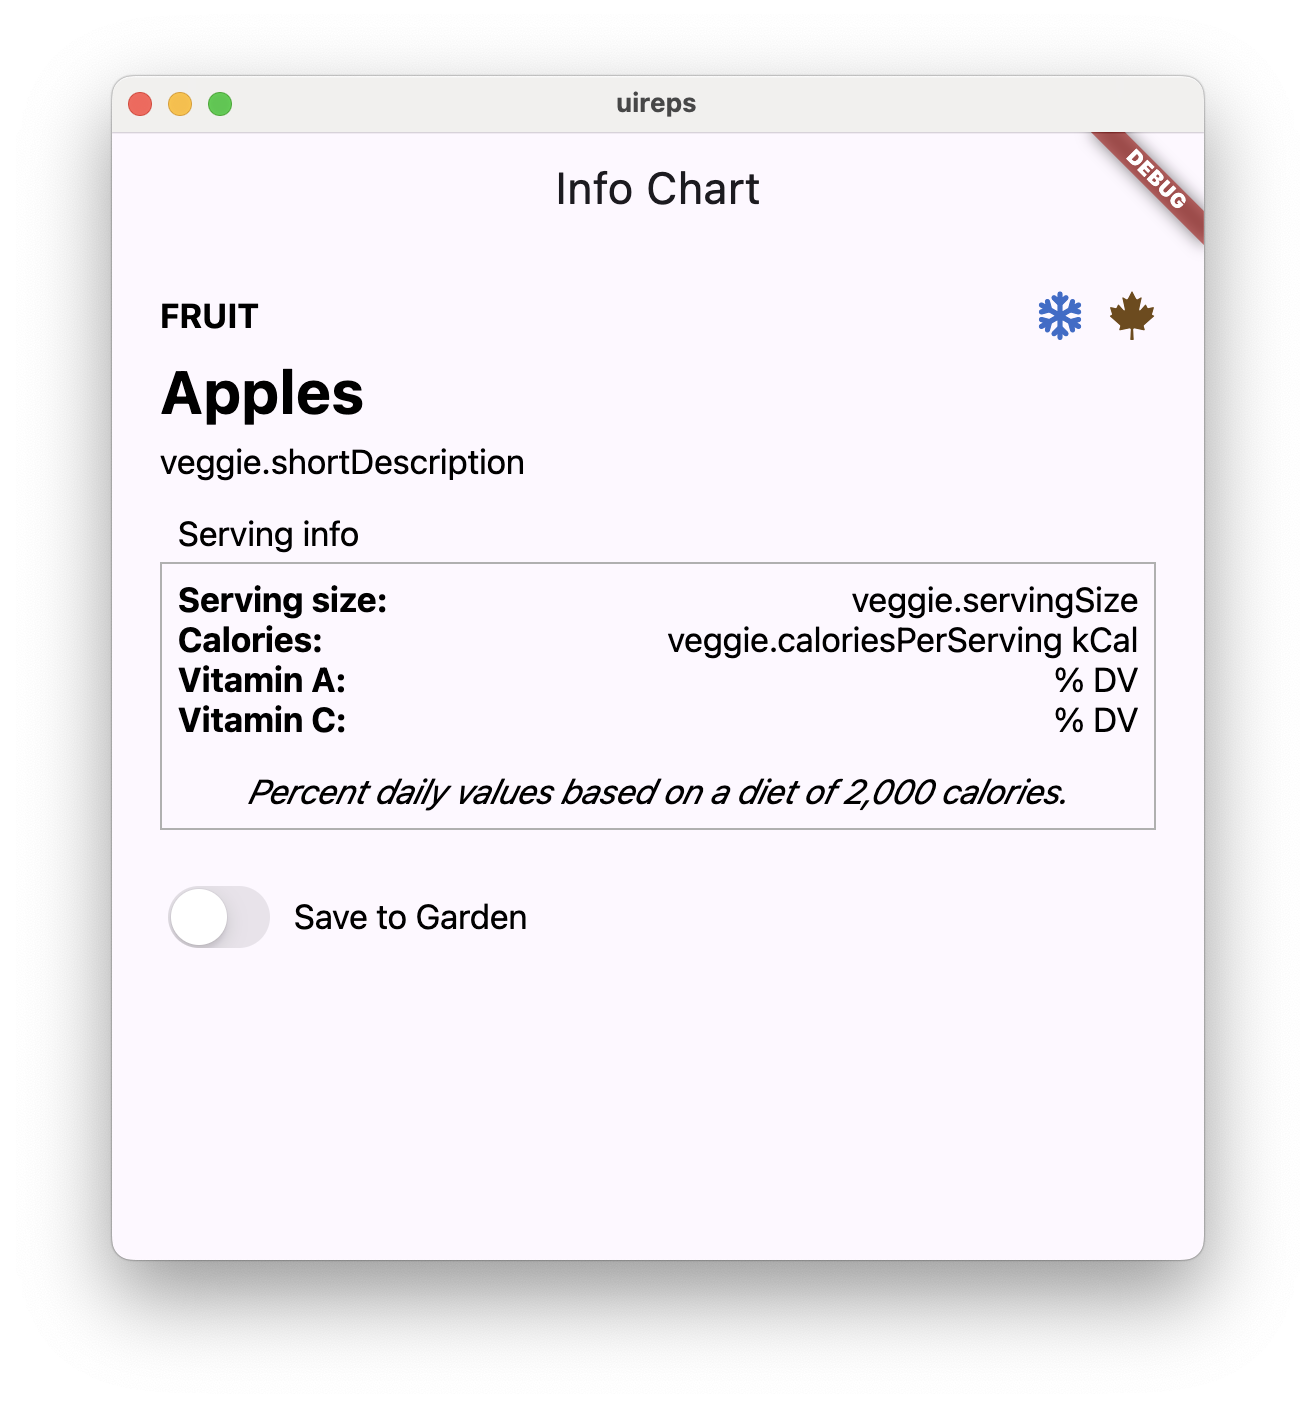 uireps
DEBUG
Info Chart
FRUIT
Apples
veggie.shortDescription
Serving info
Serving size: veggie.servingSize
Calories: veggie.caloriesPerServing kCal
Vitamin A: % DV
Vitamin C: % DV
Percent daily values based on a diet of 2,000 calories.
Save to Garden